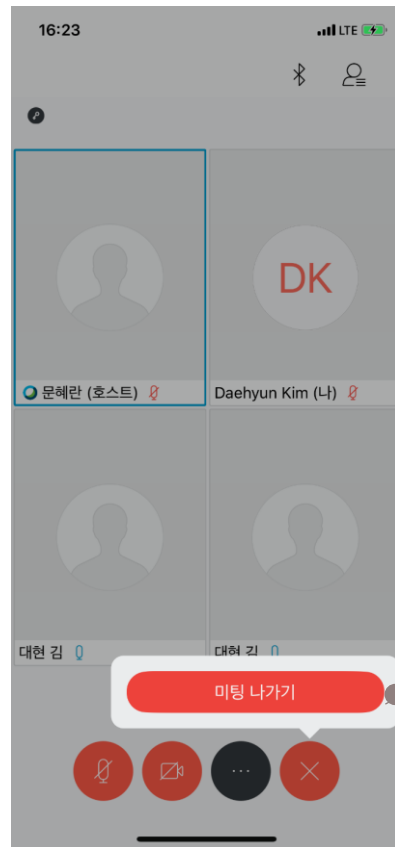 16:23
LTE
DK
문혜란 (호스트)
Daehyun Kim (나)
대현 김
대현 김
미팅 나가기